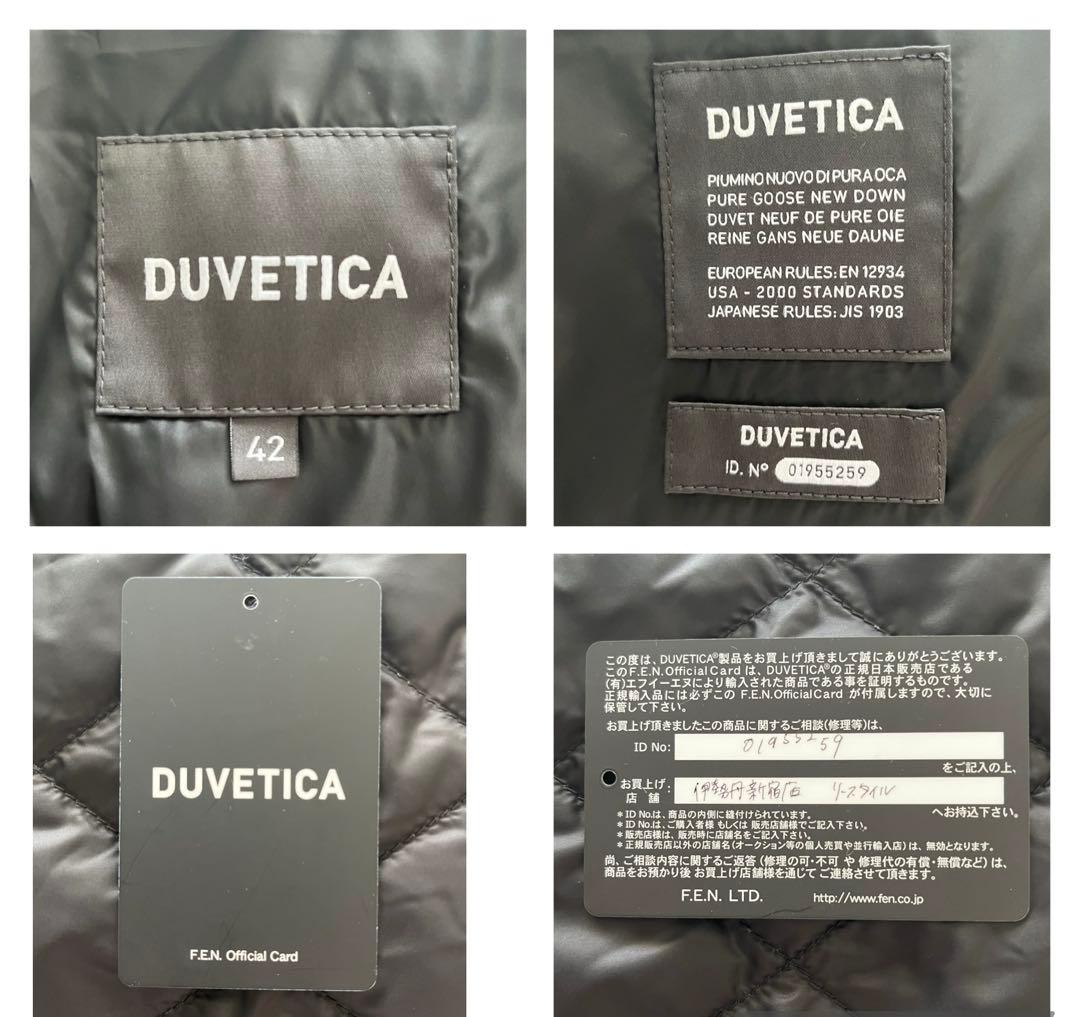 DUVETICA
42
DUVETICA
PIUMINO NUOVO DI PURA OCA
PURE GOOSE NEW DOWN
DUVET NEUF DE PURE OIE
REINE GANS NEUE DAUNE
EUROPEAN RULES: EN 12934
USA - 2000 STANDARDS
JAPANESE RULES: JIS 1903
DUVETICA
ID. Nº 01955259
DUVETICA
F.E.N. Official Card
この度は、DUVETICA®製品をお買上げ頂きまして誠にありがとうございます。
このF.E.N.Official Cardは、DUVETICA®の正規日本販売店である
(有)エフイーエヌにより輸入された商品である事を証明するものです。
正規輸入品には必ずこの F.E.N.OfficialCard が付属しますので、大切に
保管して下さい。
お買上げ頂きましたこの商品に関するご相談(修理等)は、
ID No: 01955259
をご記入の上、
お買上げ店舗: 伊勢丹新宿店 リ-スタイル
へお持込下さい。
*ID No.は、商品の内側に縫付けられています。
*ID No.は、ご購入者様 もしくは 販売店舗様でご記入下さい。
*販売店様は、販売時に店舗名をご記入下さい。
*正規販売店以外の店舗名(オークション等の個人売買や並行輸入店)は、無効となります。
尚、ご相談内容に関するご返答(修理の可・不可 や 修理代の有償・無償など)は、
商品をお預かり後 お買上げ店舗様を通じて ご連絡させて頂きます。
F.E.N. LTD. http://www.fen.co.jp